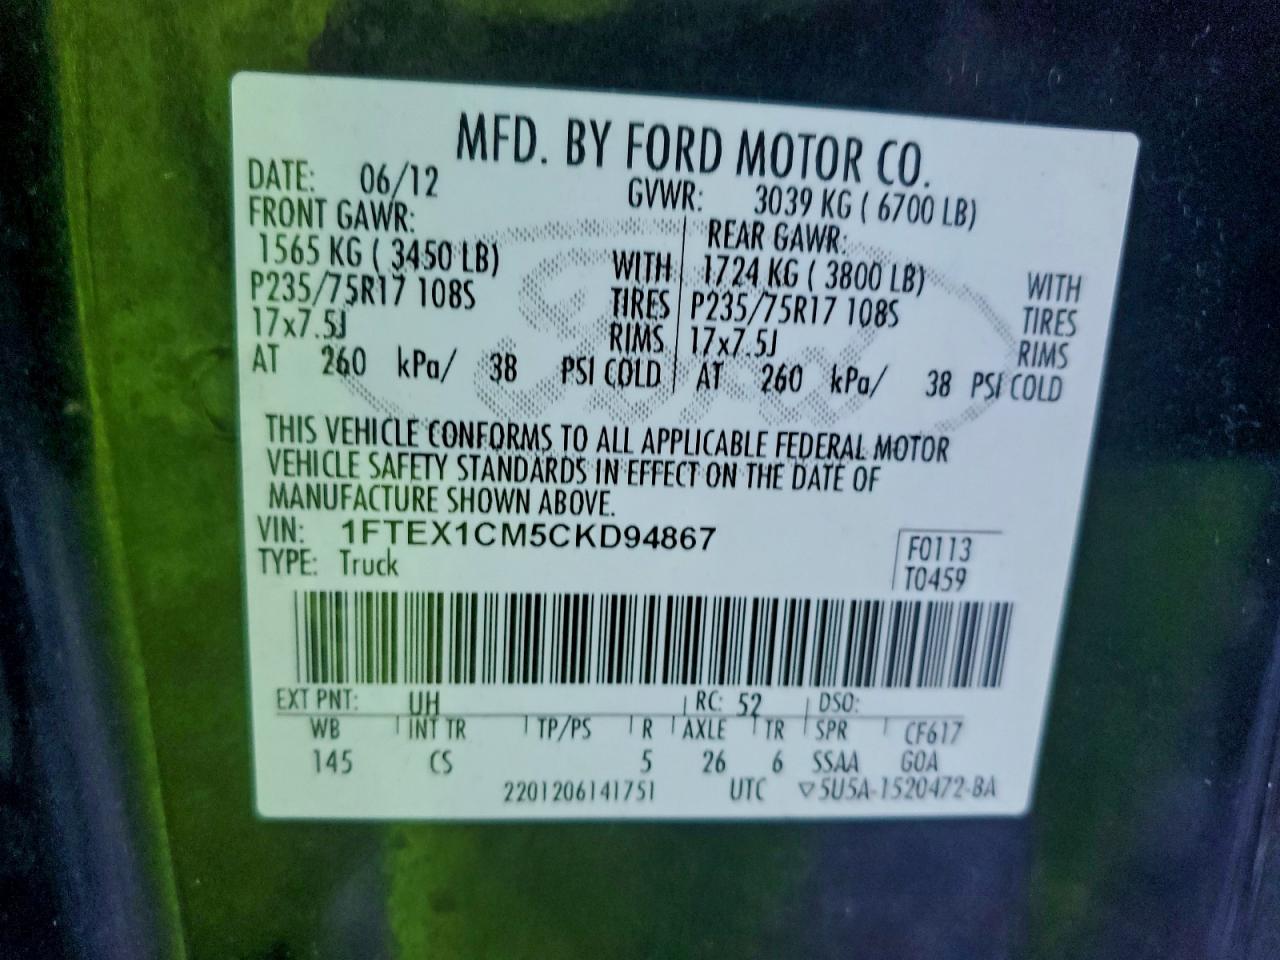 MFD. BY FORD MOTOR CO.
DATE: 06/12 GVWR: 3039 KG ( 6700 LB)
FRONT GAWR: REAR GAWR:
1565 KG ( 3450 LB) WITH 1724 KG ( 3800 LB) WITH
P235/75R17 108S TIRES P235/75R17 108S TIRES
17x7.5J RIMS 17x7.5J RIMS
AT 260 kPa/ 38 PSI COLD AT 260 kPa/ 38 PSI COLD
THIS VEHICLE CONFORMS TO ALL APPLICABLE FEDERAL MOTOR
VEHICLE SAFETY STANDARDS IN EFFECT ON THE DATE OF
MANUFACTURE SHOWN ABOVE.
VIN: 1FTEX1CM5CKD94867
F0113
TYPE: Truck
T0459
EXT PNT: UH RC: 52 DSO:
WB INT TR TP/PS R AXLE TR SPR CF617
145 CS 5 26 6 SSAA GOA
2201206141751 UTC ▽5U5A-1520472-BA
Ford